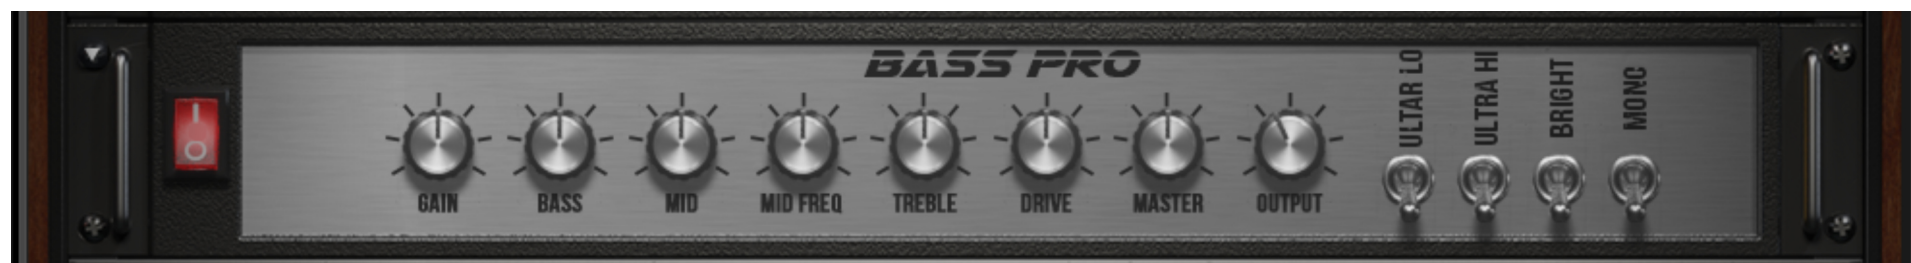 BASS PRO
GAIN
BASS
MID
MID FREQ
TREBLE
DRIVE
MASTER
OUTPUT
ULTAR LO
ULTRA HI
BRIGHT
MONO